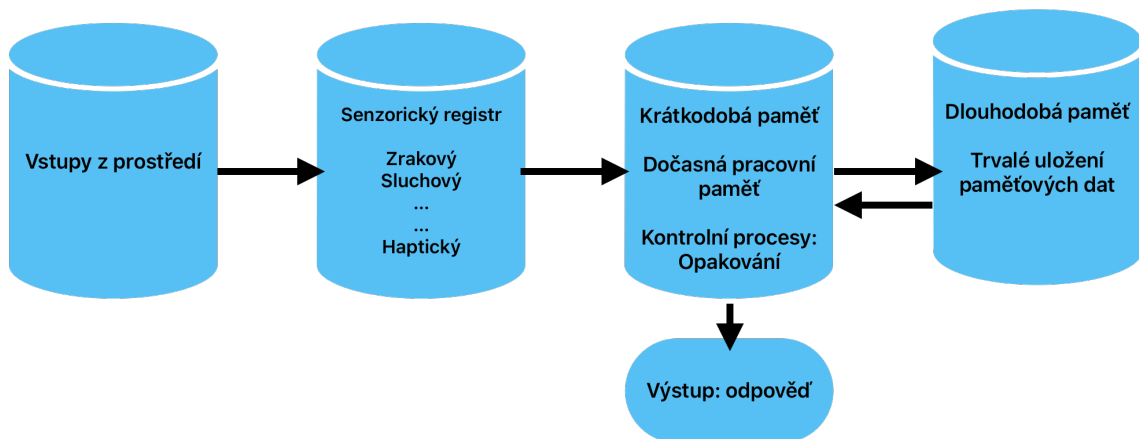 Vstupy z prostředí
Senzorický registr
Zrakový
Sluchový
...
...
Haptický
Krátkodobá paměť
Dočasná pracovní
paměť
Kontrolní procesy:
Opakování
Dlouhodobá paměť
Trvalé uložení
paměťových dat
Výstup: odpověď